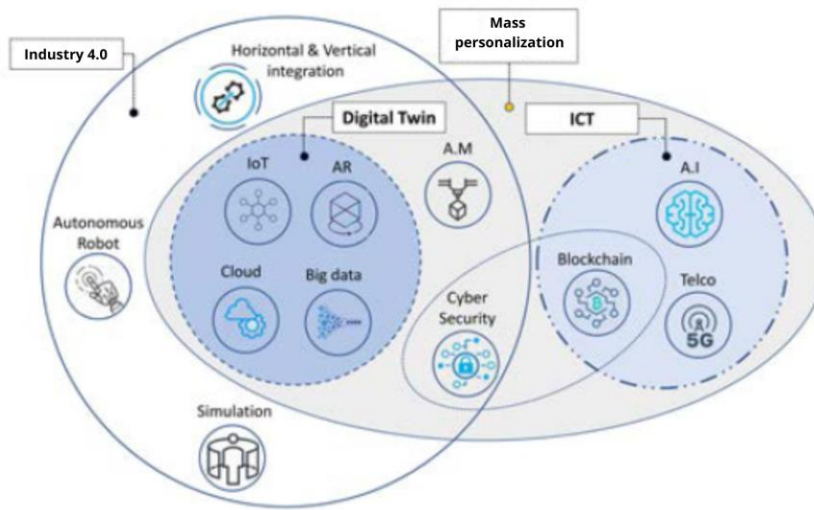 Mass
personalization
Industry 4.0
Horizontal & Vertical
integration
Digital Twin
ICT
IoT
AR
A.M
A.I
Autonomous
Robot
Cloud
Big data
Blockchain
B
Telco
5G
Cyber
Security
Simulation